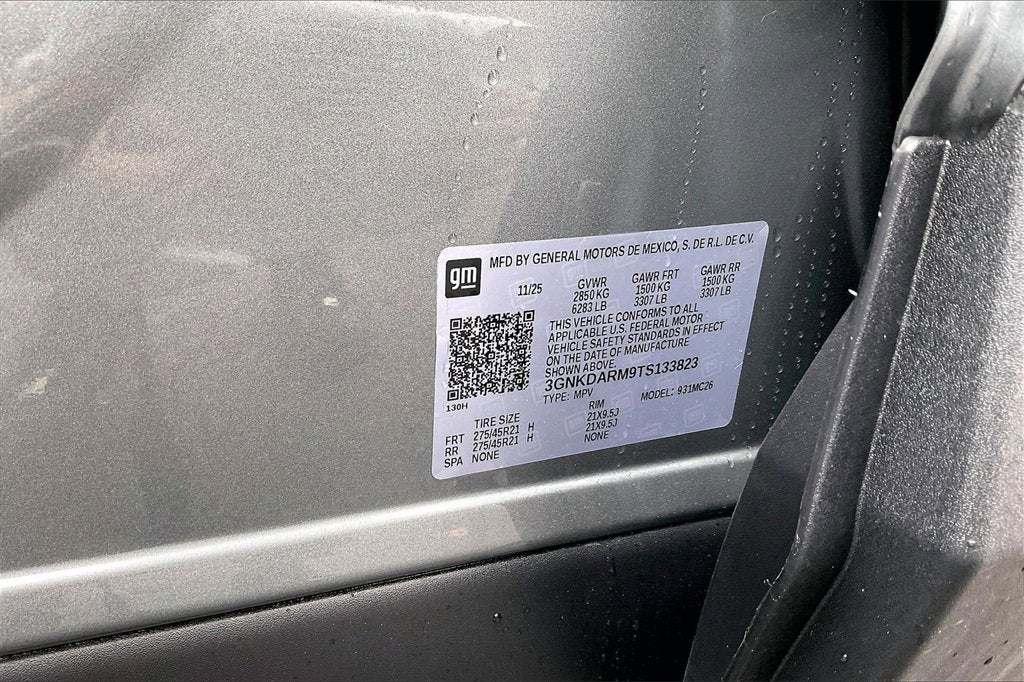 gm
MFD BY GENERAL MOTORS DE MEXICO, S. DE R.L. DE C.V.
11/25 GVWR GAWR FRT GAWR RR
2850 KG 1500 KG 1500 KG
6283 LB 3307 LB 3307 LB
THIS VEHICLE CONFORMS TO ALL
APPLICABLE U.S. FEDERAL MOTOR
VEHICLE SAFETY STANDARDS IN EFFECT
ON THE DATE OF MANUFACTURE
SHOWN ABOVE.
3GNKDARM9TS133823
TYPE: MPV MODEL: 931MC26
130H
TIRE SIZE RIM
FRT 275/45R21 H 21X9.5J
RR 275/45R21 H 21X9.5J
SPA NONE NONE